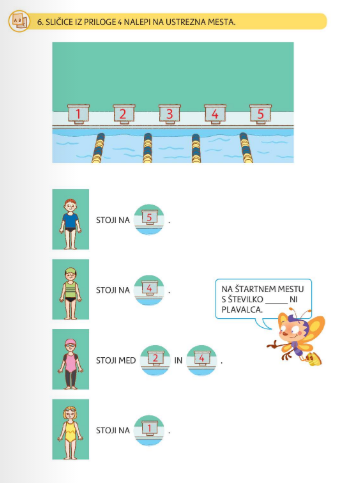 6. SLIČICE IZ PRILOGE 4 NALEPI NA USTREZNA MESTA.
1 2 3 4 5
STOJI NA 5 .
STOJI NA 4 .
NA ŠTARTNEM MESTU
S ŠTEVILKO _____ NI
PLAVALCA.
STOJI MED 2 IN 4 .
STOJI NA 1 .